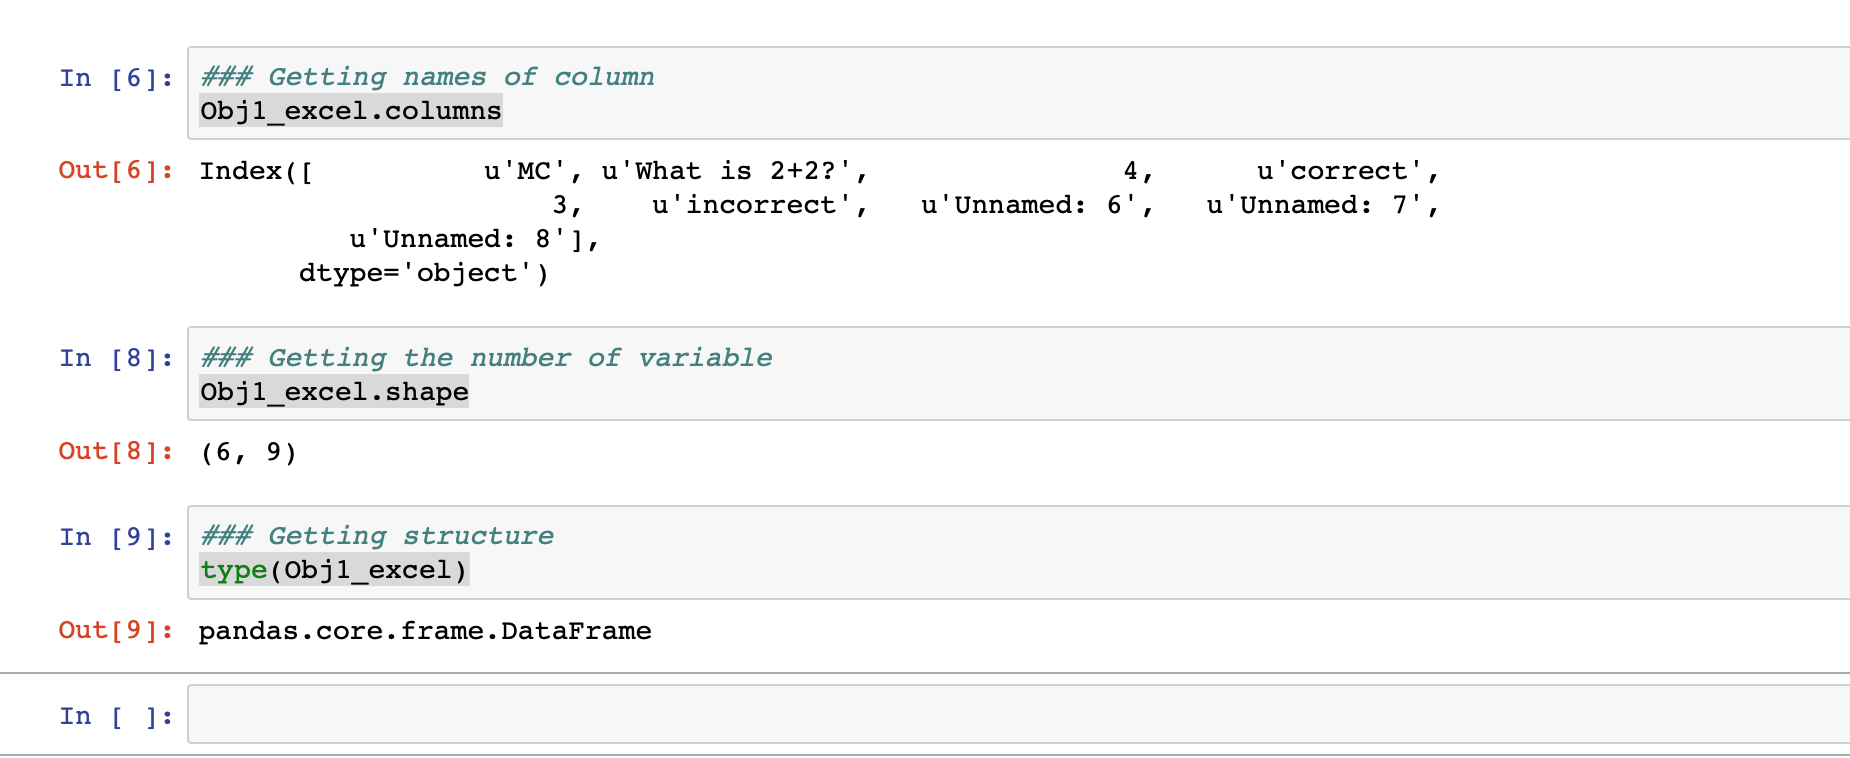 In [6]: ### Getting names of column
Obj1_excel.columns
Out[6]: Index([          u'MC', u'What is 2+2?',               4,      u'correct',
                     3,    u'incorrect',   u'Unnamed: 6',   u'Unnamed: 7',
         u'Unnamed: 8'],
      dtype='object')
In [8]: ### Getting the number of variable
Obj1_excel.shape
Out[8]: (6, 9)
In [9]: ### Getting structure
type(Obj1_excel)
Out[9]: pandas.core.frame.DataFrame
In [ ]: